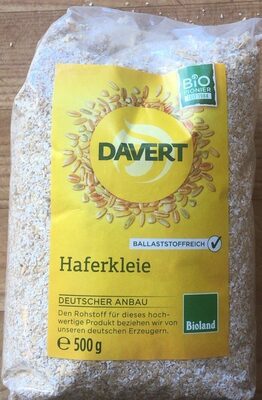 BiO
PIONIER
DAVERT
BALLASTSTOFFREICH
Haferkleie
DEUTSCHER ANBAU
Den Rohstoff für dieses hoch-
wertige Produkt beziehen wir von
unseren deutschen Erzeugern.
e 500 g
Bioland